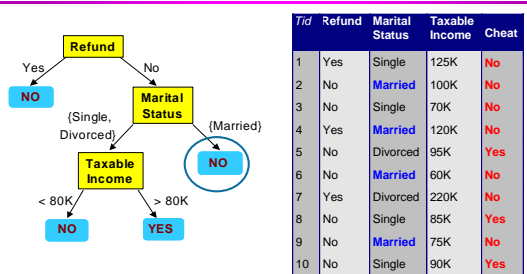 Refund
Yes
No
NO
Marital
Status
{Single,
Divorced}
{Married}
Taxable
Income
NO
< 80K
> 80K
NO
YES
Tid Refund Marital Status Taxable Income Cheat
1 Yes Single 125K No
2 No Married 100K No
3 No Single 70K No
4 Yes Married 120K No
5 No Divorced 95K Yes
6 No Married 60K No
7 Yes Divorced 220K No
8 No Single 85K Yes
9 No Married 75K No
10 No Single 90K Yes